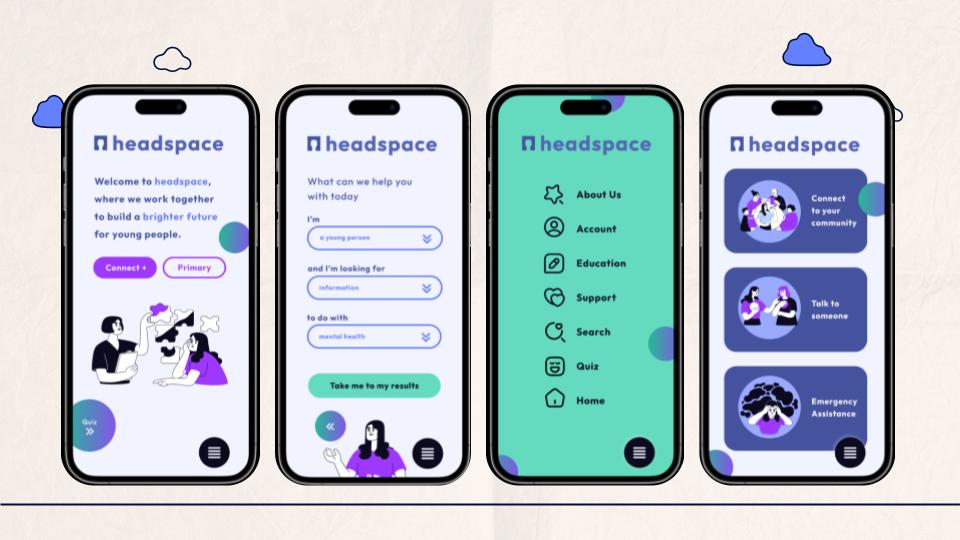 headspace
Welcome to headspace,
where we work together
to build a brighter future
for young people.
Connect +
Primary
Quiz
headspace
What can we help you
with today
I'm
a young person
and I'm looking for
information
to do with
mental health
Take me to my results
headspace
About Us
Account
Education
Support
Search
Quiz
Home
headspace
Connect
to your
community
Talk to
someone
Emergency
Assistance